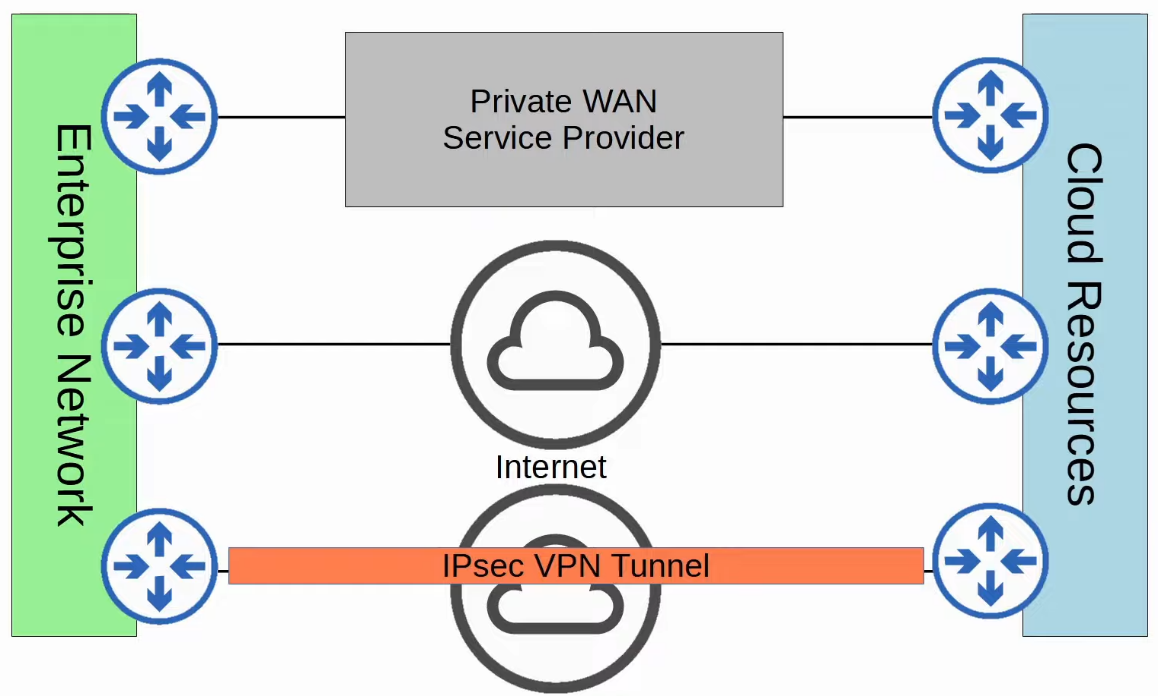 Enterprise Network
Private WAN
Service Provider
Internet
IPsec VPN Tunnel
Cloud Resources